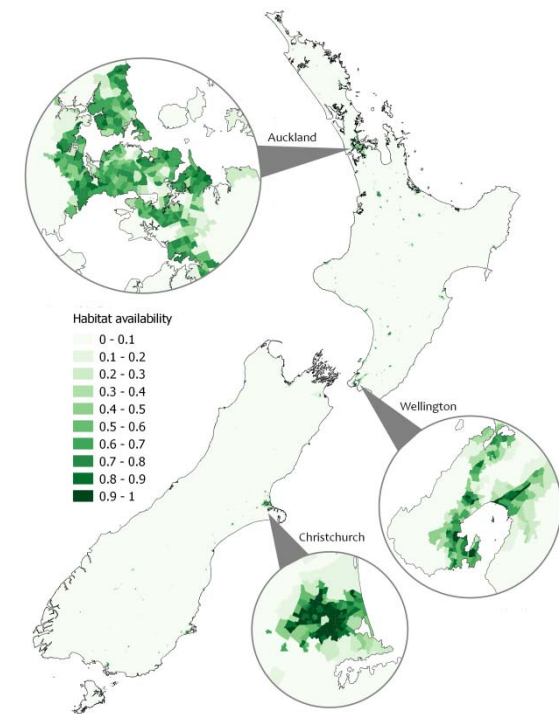 Auckland
Habitat availability
0 - 0.1
0.1 - 0.2
0.2 - 0.3
0.3 - 0.4
0.4 - 0.5
0.5 - 0.6
0.6 - 0.7
0.7 - 0.8
0.8 - 0.9
0.9 - 1
Wellington
Christchurch